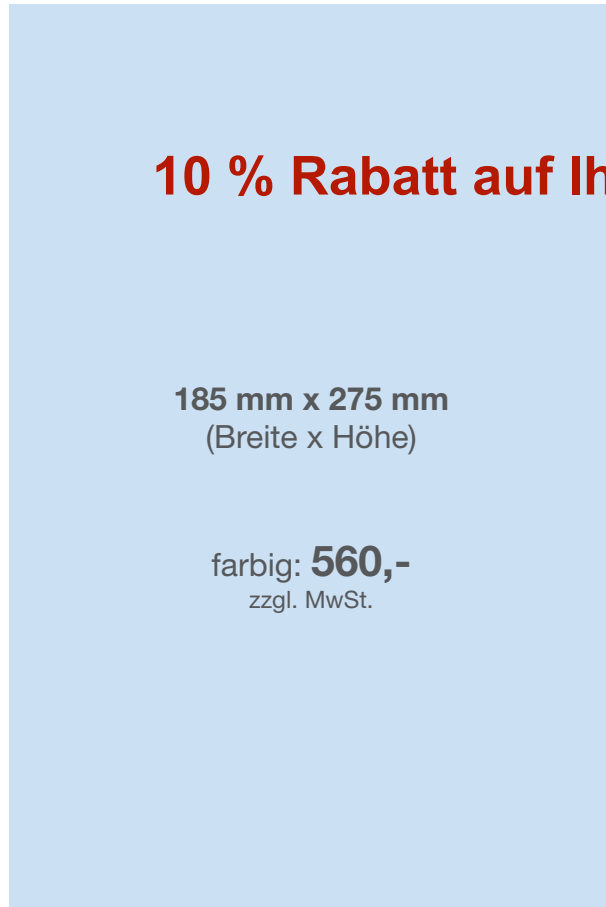 10 % Rabatt auf Ih
185 mm x 275 mm
(Breite x Höhe)
farbig: 560,-
zzgl. MwSt.